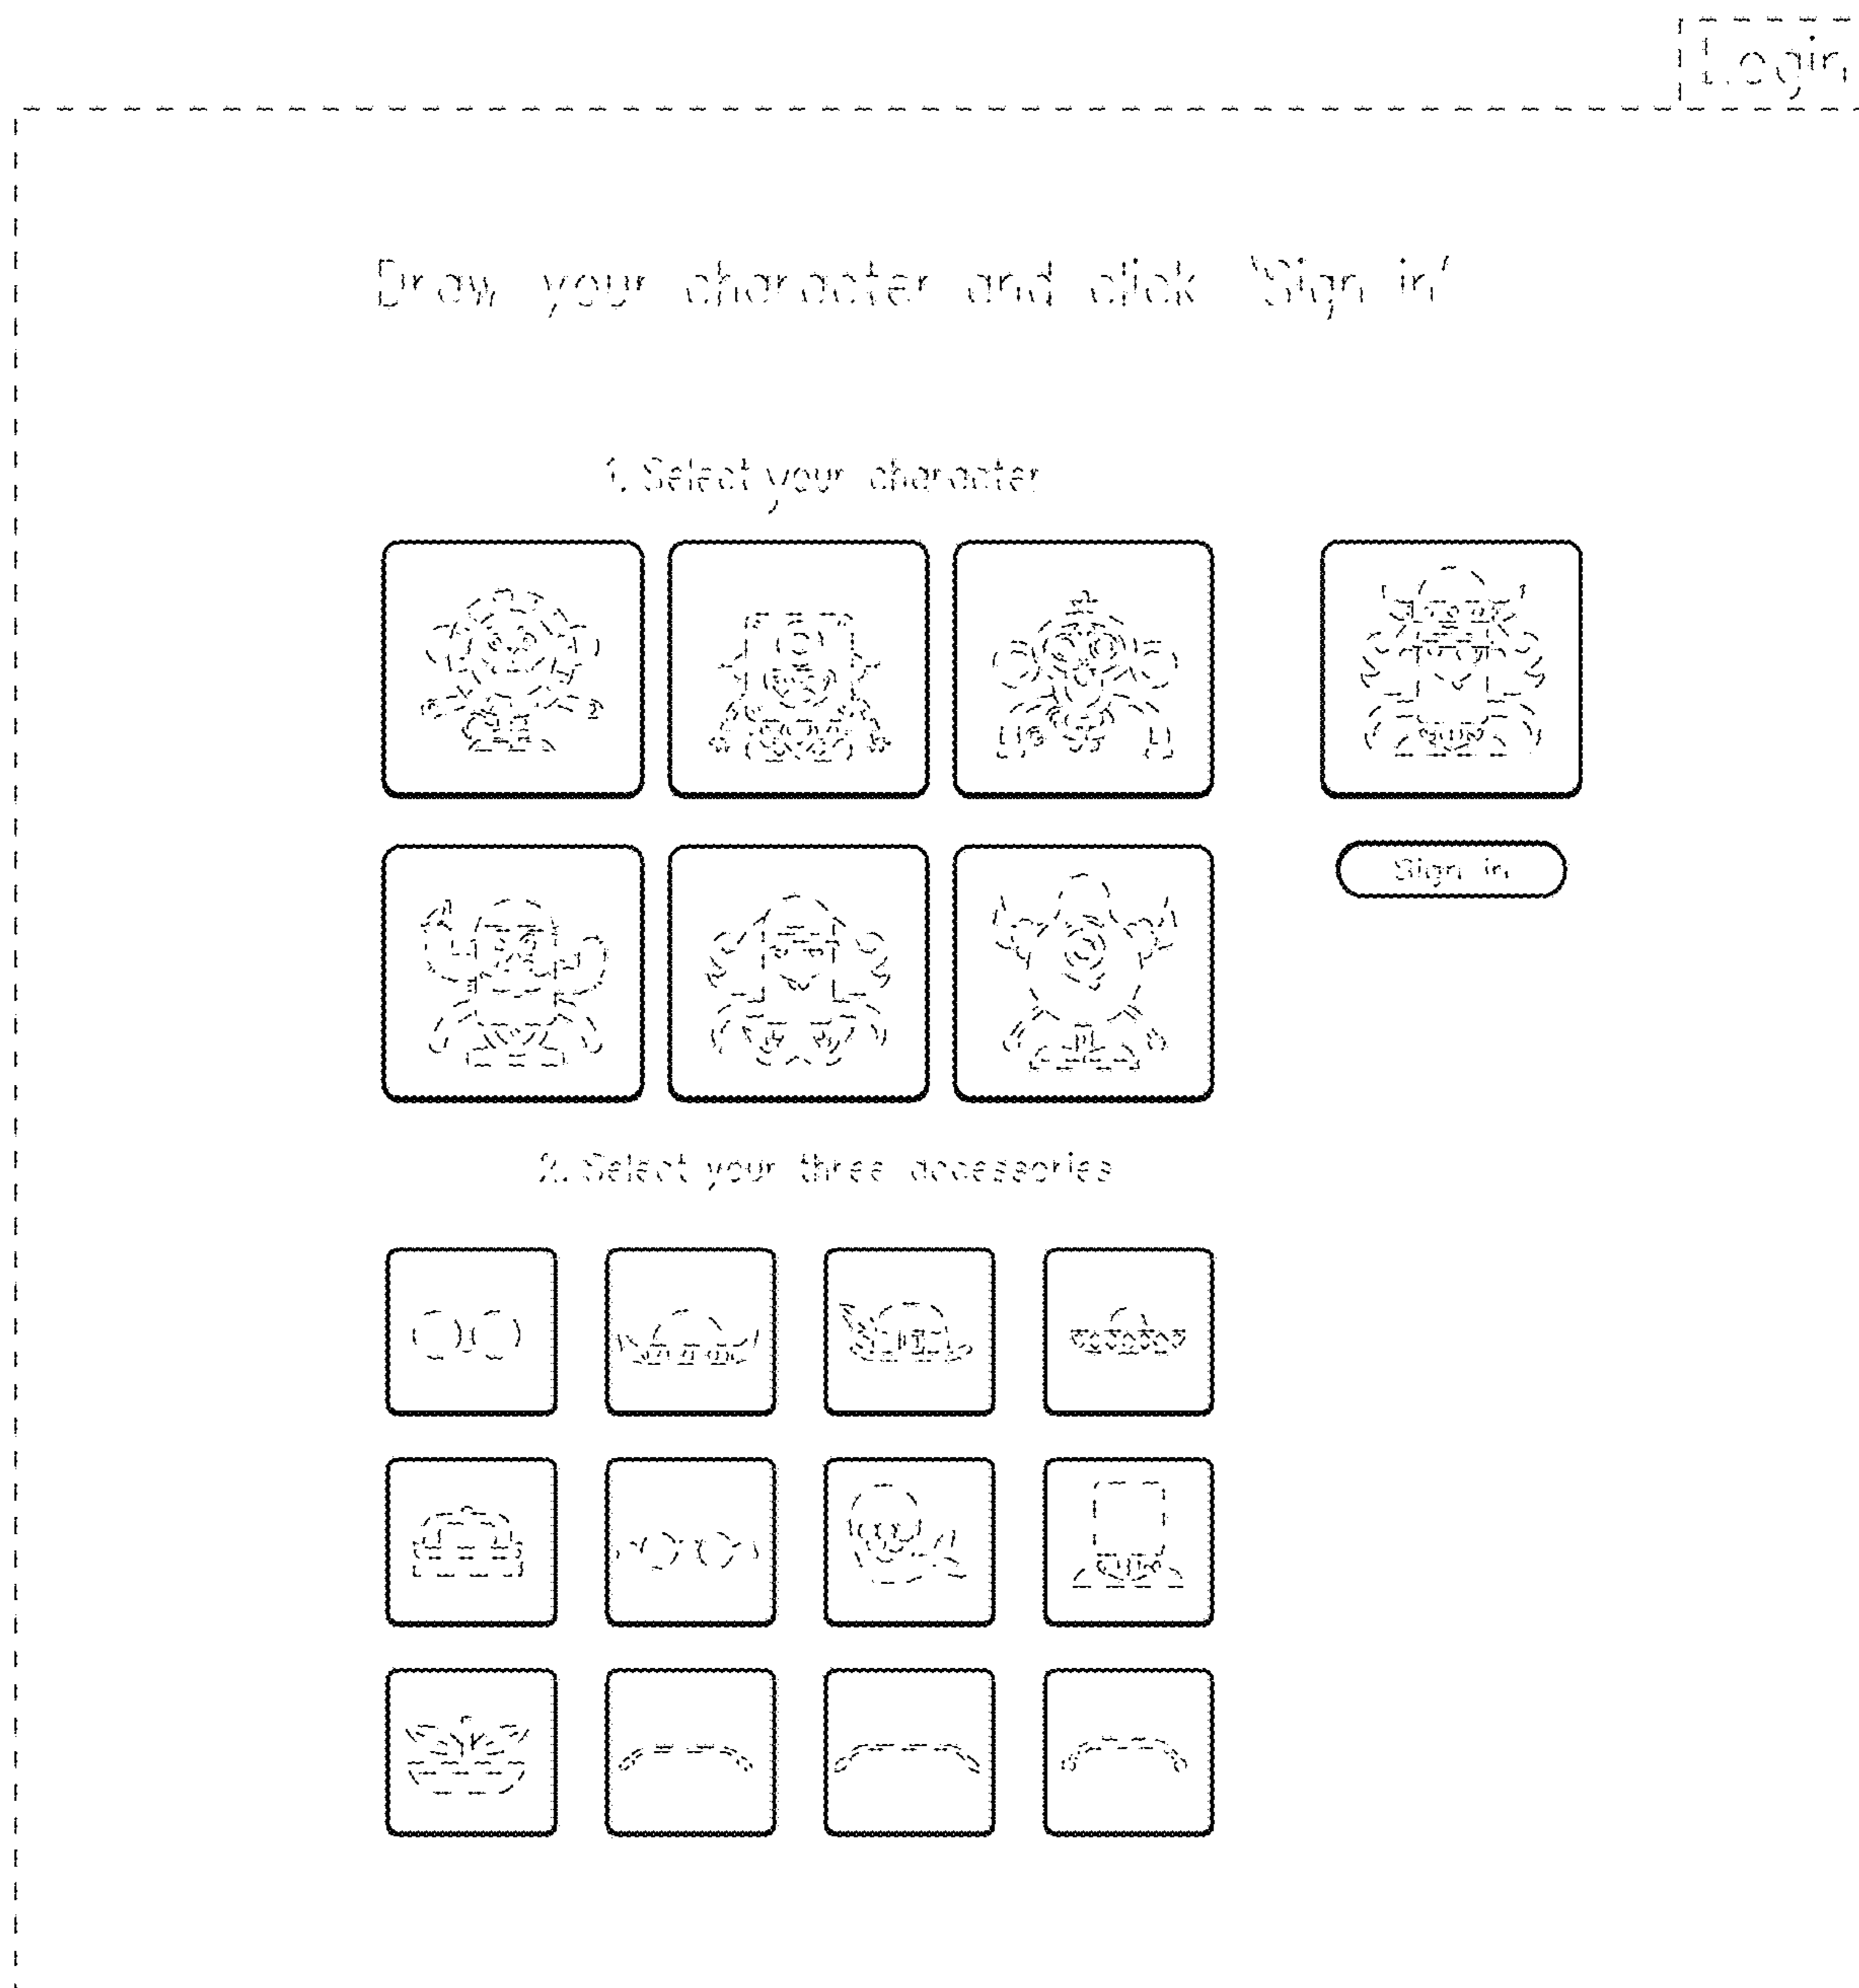 Login
Draw your character and click 'Sign in'
1. Select your character
Sign in
2. Select your three accessories